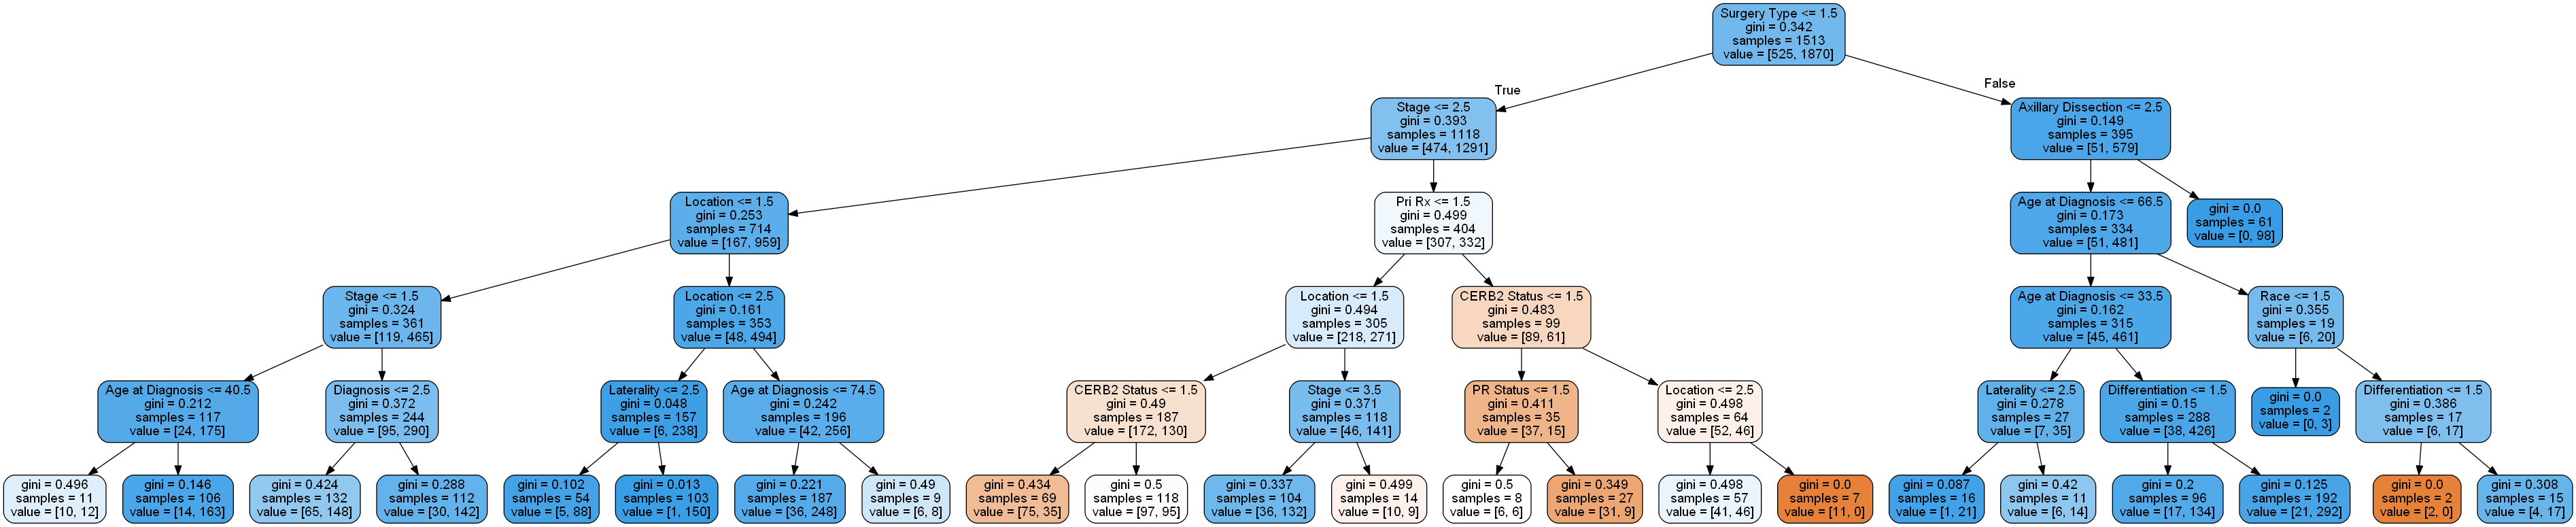 Surgery Type <= 1.5
gini = 0.342
samples = 1513
value = [525, 1870]
True
False
Stage <= 2.5
gini = 0.393
samples = 1118
value = [474, 1291]
Axillary Dissection <= 2.5
gini = 0.149
samples = 395
value = [51, 579]
Location <= 1.5
gini = 0.253
samples = 714
value = [167, 959]
Pri Rx <= 1.5
gini = 0.499
samples = 404
value = [307, 332]
Age at Diagnosis <= 66.5
gini = 0.173
samples = 334
value = [51, 481]
gini = 0.0
samples = 61
value = [0, 98]
Stage <= 1.5
gini = 0.324
samples = 361
value = [119, 465]
Location <= 2.5
gini = 0.161
samples = 353
value = [48, 494]
Location <= 1.5
gini = 0.494
samples = 305
value = [218, 271]
CERB2 Status <= 1.5
gini = 0.483
samples = 99
value = [89, 61]
Age at Diagnosis <= 33.5
gini = 0.162
samples = 315
value = [45, 461]
Race <= 1.5
gini = 0.355
samples = 19
value = [6, 20]
Age at Diagnosis <= 40.5
gini = 0.212
samples = 117
value = [24, 175]
Diagnosis <= 2.5
gini = 0.372
samples = 244
value = [95, 290]
Laterality <= 2.5
gini = 0.048
samples = 157
value = [6, 238]
Age at Diagnosis <= 74.5
gini = 0.242
samples = 196
value = [42, 256]
CERB2 Status <= 1.5
gini = 0.49
samples = 187
value = [172, 130]
Stage <= 3.5
gini = 0.371
samples = 118
value = [46, 141]
PR Status <= 1.5
gini = 0.411
samples = 35
value = [37, 15]
Location <= 2.5
gini = 0.498
samples = 64
value = [52, 46]
Laterality <= 2.5
gini = 0.278
samples = 27
value = [7, 35]
Differentiation <= 1.5
gini = 0.15
samples = 288
value = [38, 426]
gini = 0.0
samples = 2
value = [0, 3]
Differentiation <= 1.5
gini = 0.386
samples = 17
value = [6, 17]
gini = 0.496
samples = 11
value = [10, 12]
gini = 0.146
samples = 106
value = [14, 163]
gini = 0.424
samples = 132
value = [65, 148]
gini = 0.288
samples = 112
value = [30, 142]
gini = 0.102
samples = 54
value = [5, 88]
gini = 0.013
samples = 103
value = [1, 150]
gini = 0.221
samples = 187
value = [36, 248]
gini = 0.49
samples = 9
value = [6, 8]
gini = 0.434
samples = 69
value = [75, 35]
gini = 0.5
samples = 118
value = [97, 95]
gini = 0.337
samples = 104
value = [36, 132]
gini = 0.499
samples = 14
value = [10, 9]
gini = 0.5
samples = 8
value = [6, 6]
gini = 0.349
samples = 27
value = [31, 9]
gini = 0.498
samples = 57
value = [41, 46]
gini = 0.0
samples = 7
value = [11, 0]
gini = 0.087
samples = 16
value = [1, 21]
gini = 0.42
samples = 11
value = [6, 14]
gini = 0.2
samples = 96
value = [17, 134]
gini = 0.125
samples = 192
value = [21, 292]
gini = 0.0
samples = 2
value = [2, 0]
gini = 0.308
samples = 15
value = [4, 17]